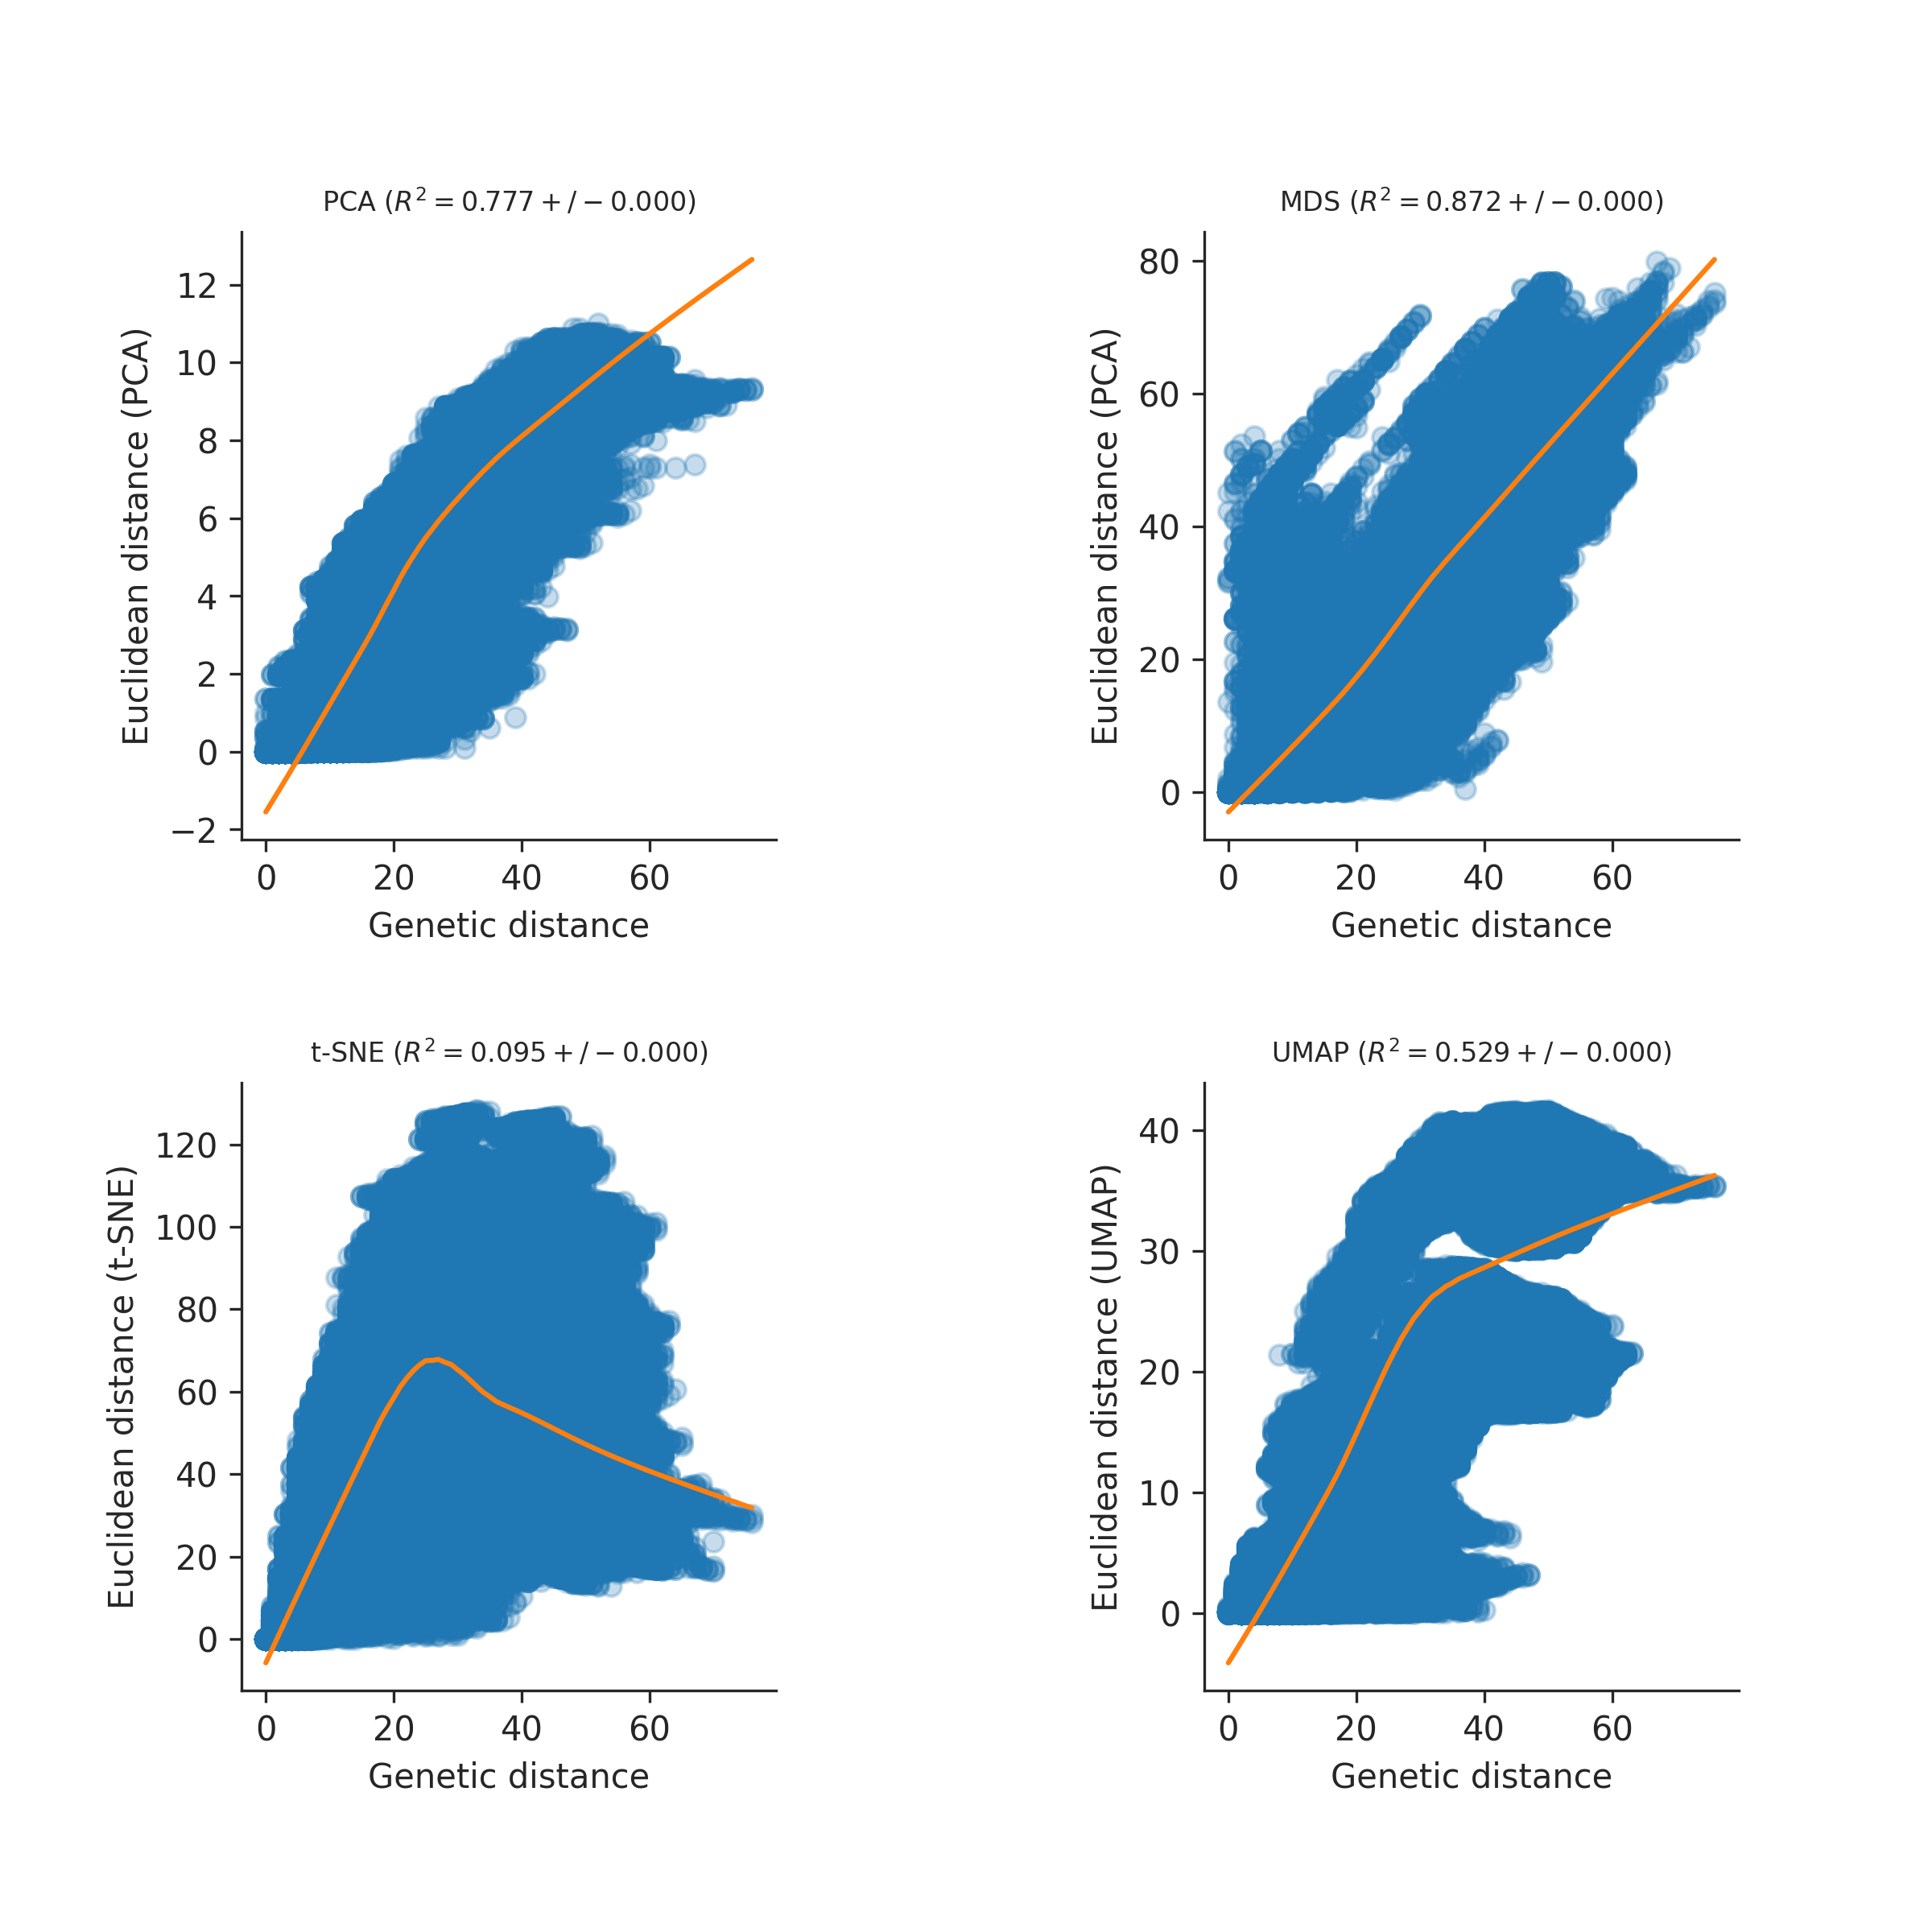 PCA (R² = 0.777 + / − 0.000)
12
10
8
6
4
2
0
−2
Euclidean distance (PCA)
0 20 40 60
Genetic distance
MDS (R² = 0.872 + / − 0.000)
80
60
40
20
0
Euclidean distance (PCA)
0 20 40 60
Genetic distance
t-SNE (R² = 0.095 + / − 0.000)
120
100
80
60
40
20
0
Euclidean distance (t-SNE)
0 20 40 60
Genetic distance
UMAP (R² = 0.529 + / − 0.000)
40
30
20
10
0
Euclidean distance (UMAP)
0 20 40 60
Genetic distance